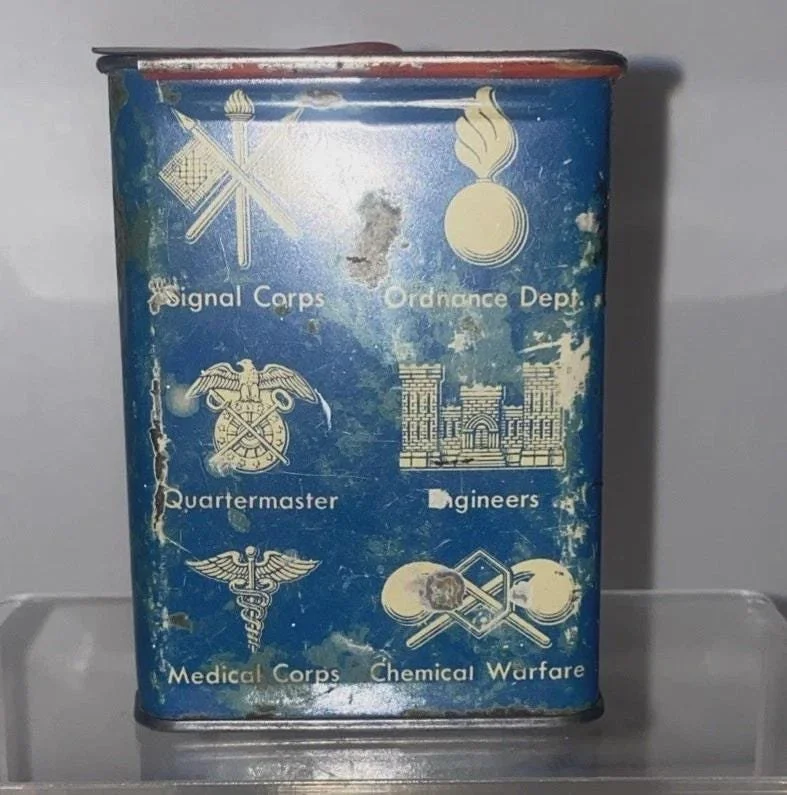 Signal Corps Ordnance Dept.
Quartermaster Engineers
Medical Corps Chemical Warfare